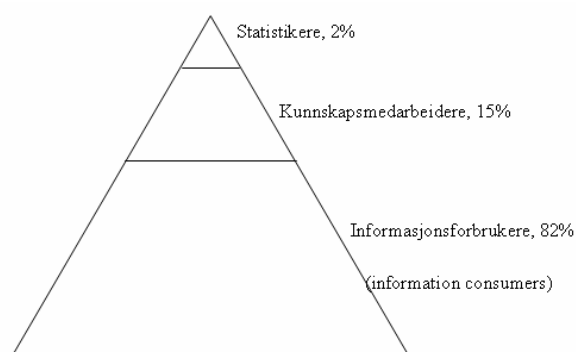 Statistikere, 2%
Kunnskapsmedarbeidere, 15%
Informasjonsforbrukere, 82%
(information consumers)